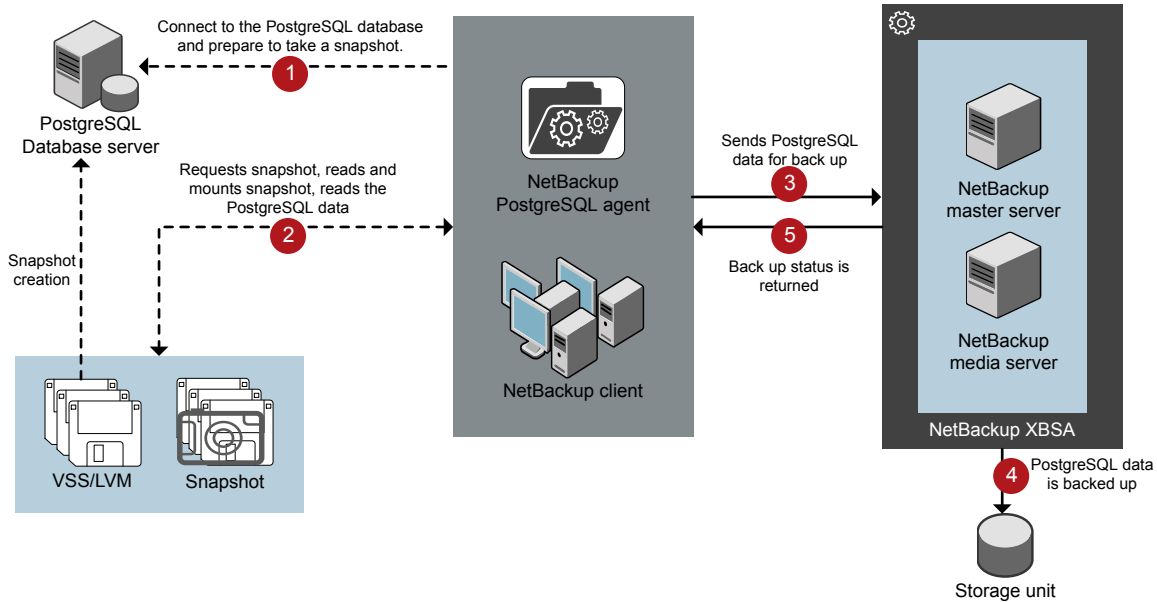 Connect to the PostgreSQL database
and prepare to take a snapshot.
1
PostgreSQL
Database server
Requests snapshot, reads and
mounts snapshot, reads the
PostgreSQL data
2
Snapshot
creation
VSS/LVM
Snapshot
NetBackup
PostgreSQL agent
NetBackup client
Sends PostgreSQL
data for back up
3
5
Back up status is
returned
NetBackup
master server
NetBackup
media server
NetBackup XBSA
4
PostgreSQL data
is backed up
Storage unit